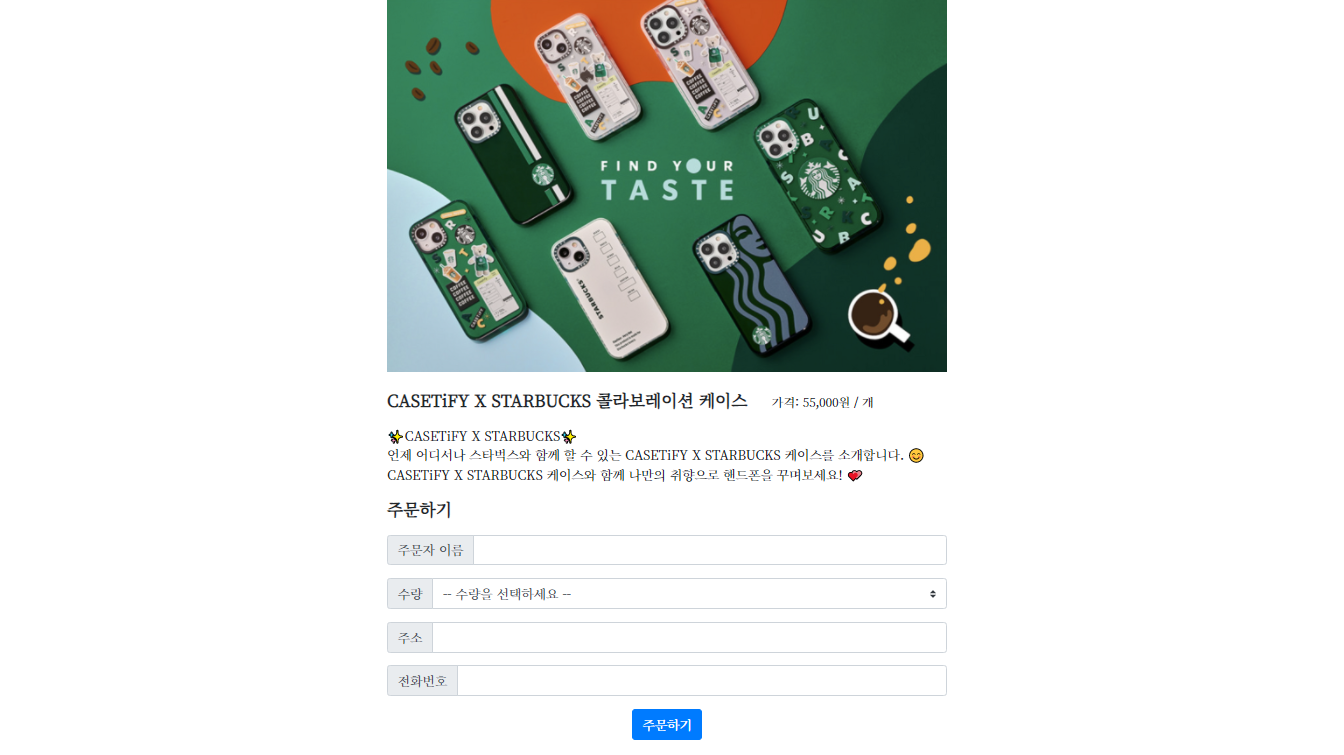 FIND YOUR
TASTE
STARBUCKS
CASETiFY X STARBUCKS 콜라보레이션 케이스 가격: 55,000원 / 개
✨CASETiFY X STARBUCKS✨
언제 어디서나 스타벅스와 함께 할 수 있는 CASETiFY X STARBUCKS 케이스를 소개합니다. 😊
CASETiFY X STARBUCKS 케이스와 함께 나만의 취향으로 핸드폰을 꾸며보세요! 💕
주문하기
주문자 이름
수량 -- 수량을 선택하세요 --
주소
전화번호
주문하기